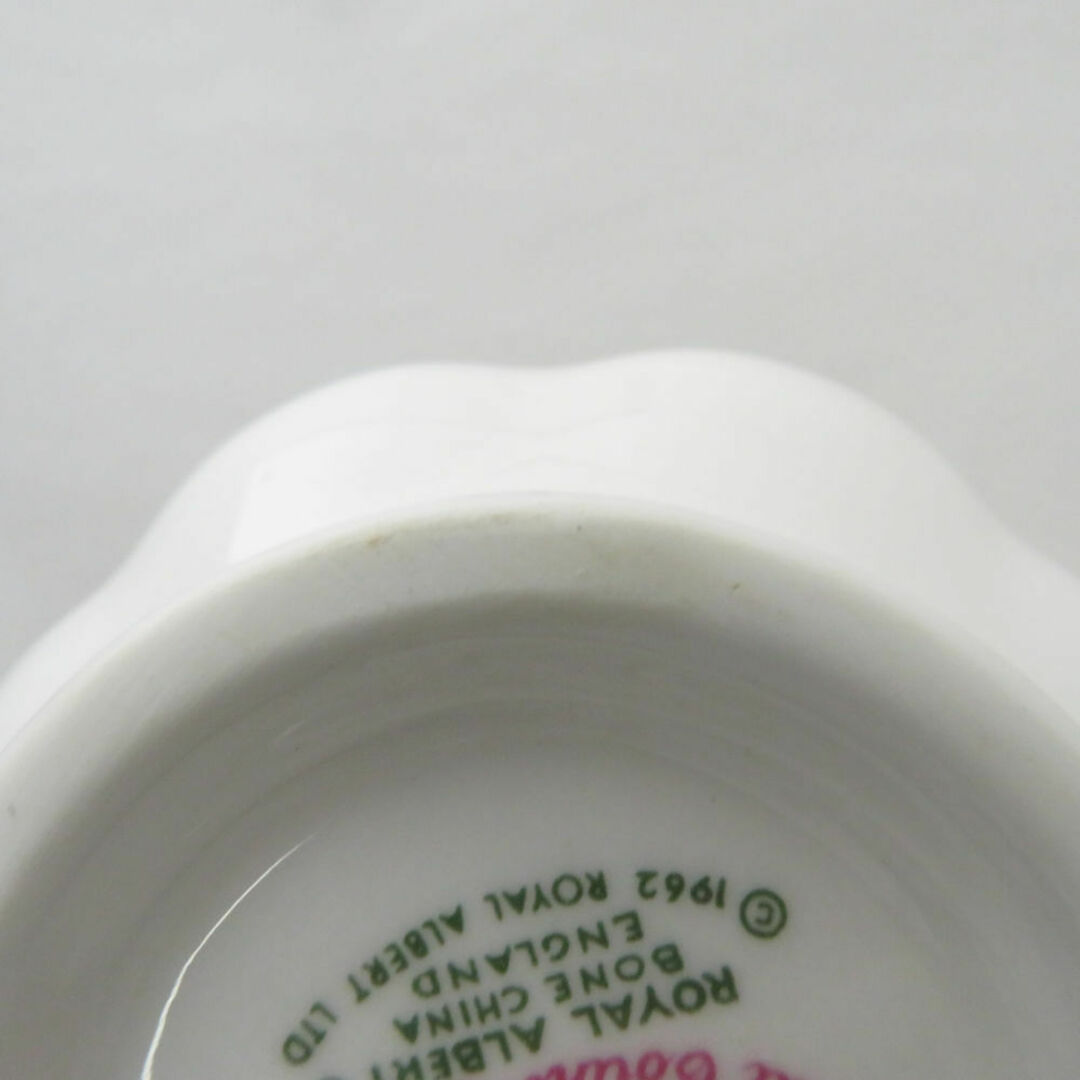 ROYAL ALBERT
BONE CHINA
ENGLAND
© 1962 ROYAL ALBERT LTD